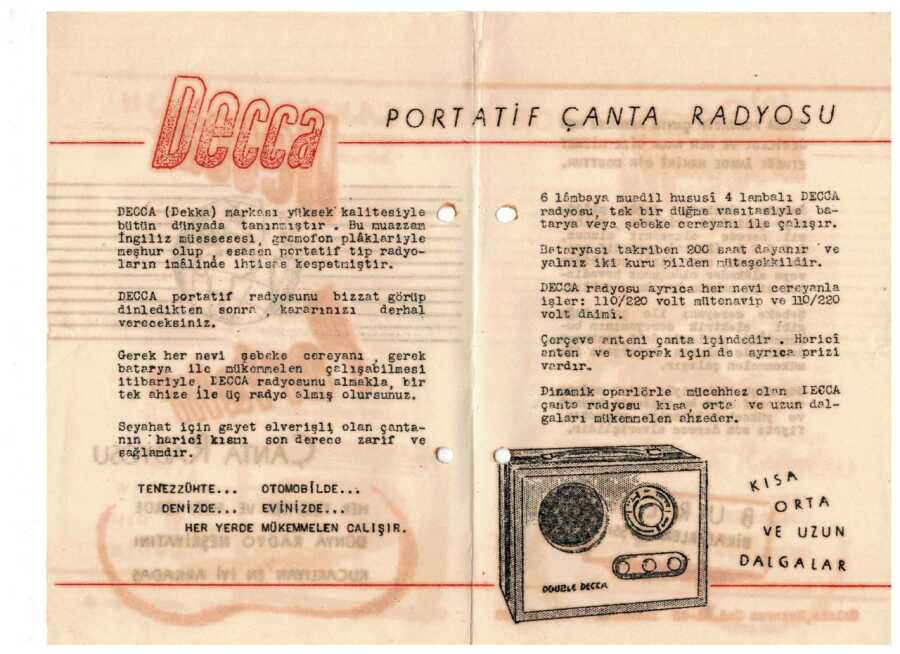 Decca
PORTATİF ÇANTA RADYOSU
DECCA (Dekka) markası yüksek kalitesiyle
bütün dünyada tanınmıştır . Bu muazzam
İngiliz müessesesi, gramofon plâklariyle
meşhur olup , esasen portatif tip radyo-
ların imâlinde ihtisas kespetmiştir.
DECCA portatif radyosunu bizzat görüp
dinledikten sonra , kararınızı derhal
vereceksiniz.
Gerek her nevi şebeke cereyanı , gerek
batarya ile mükemmelen çalışabilmesi
itibariyle, DECCA radyosunu almakla, bir
tek ahize ile üç radyo almış olursunuz.
Seyahat için gayet elverişli olan çanta-
nın haricî kısmı son derece zarif ve
sağlamdır.
TENEZZÜHTE... OTOMOBİLDE...
DENİZDE... EVİNİZDE...
HER YERDE MÜKEMMELEN ÇALIŞIR.
6 lâmbaya muadil hususî 4 lambalı DECCA
radyosu, tek bir düğme vasıtasiyle ba-
tarya veya şebeke cereyanı ile çalışır.
Bataryası takriben 200 saat dayanır ve
yalnız iki kuru pilden müteşekkildir.
DECCA radyosu ayrıca her nevi cereyanla
işler: 110/220 volt mütenavip ve 110/220
volt daimî.
Çerçeve anteni çanta içindedir . Haricî
anten ve toprak için de ayrıca prizi
vardır.
Dinamik oparlörle mücehhez olan DECCA
çanta radyosu kısa, orta ve uzun dal-
gaları mükemmelen ahzeder.
DOUBLE DECCA
KISA
ORTA
VE UZUN
DALGALAR